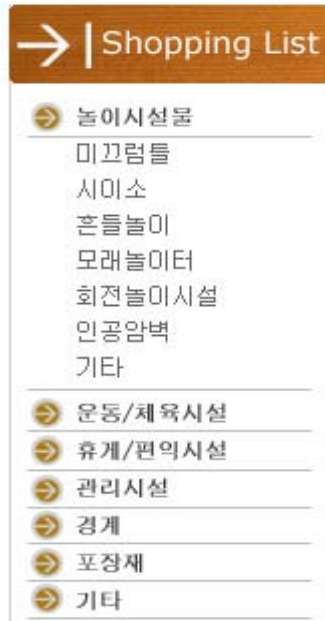 Shopping List
놀이시설물
미끄럼틀
시이소
흔들놀이
모래놀이터
회전놀이시설
인공암벽
기타
운동/체육시설
휴게/편익시설
관리시설
경계
포장재
기타